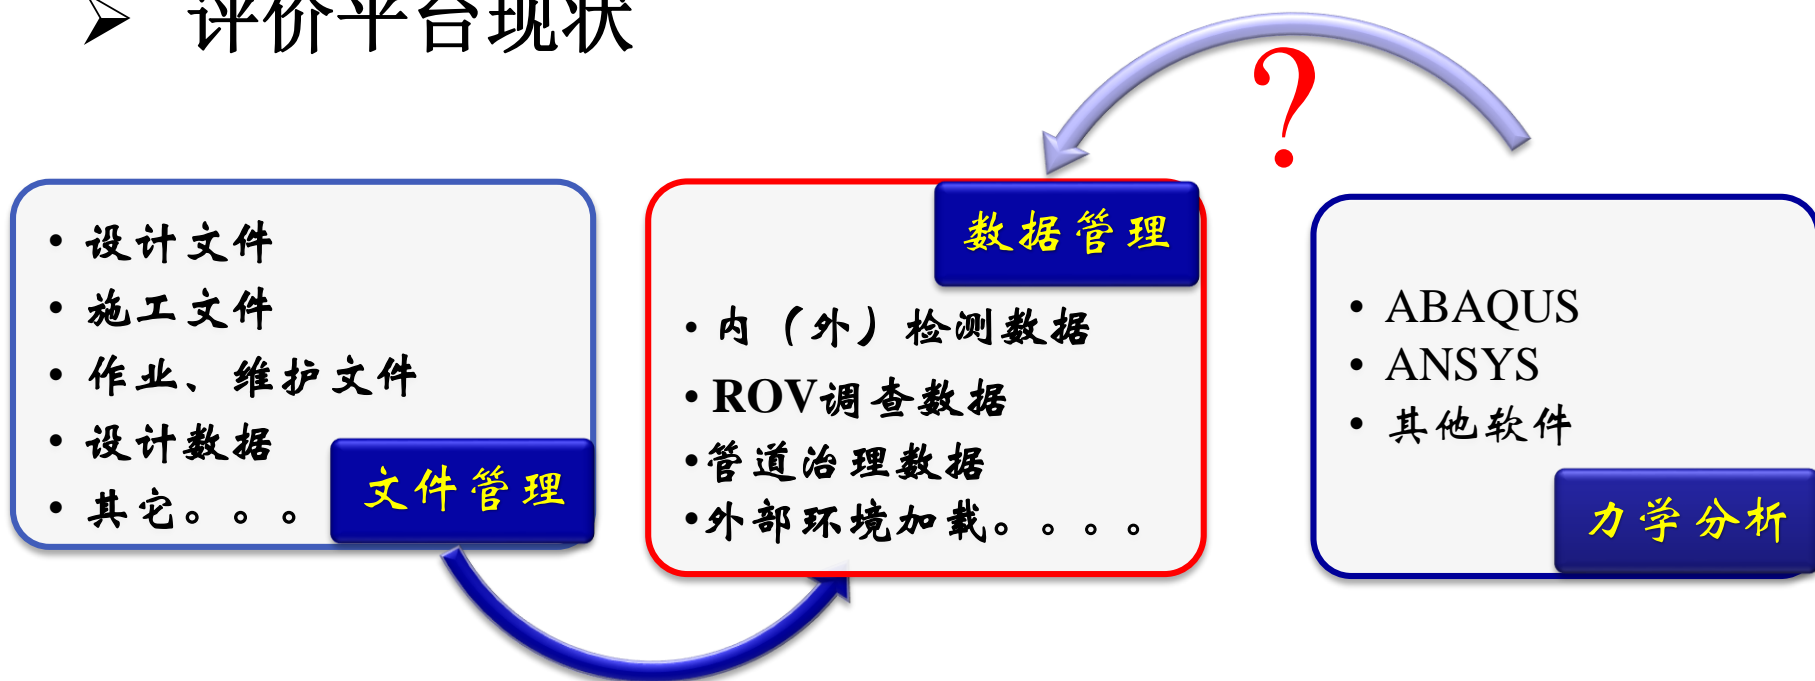 ➢ 评价平台现状
?
• 设计文件
• 施工文件
• 作业、维护文件
• 设计数据
• 其它。。。
文件管理
数据管理
• 内（外）检测数据
• ROV调查数据
•管道治理数据
•外部环境加载。。。。
• ABAQUS
• ANSYS
• 其他软件
力学分析